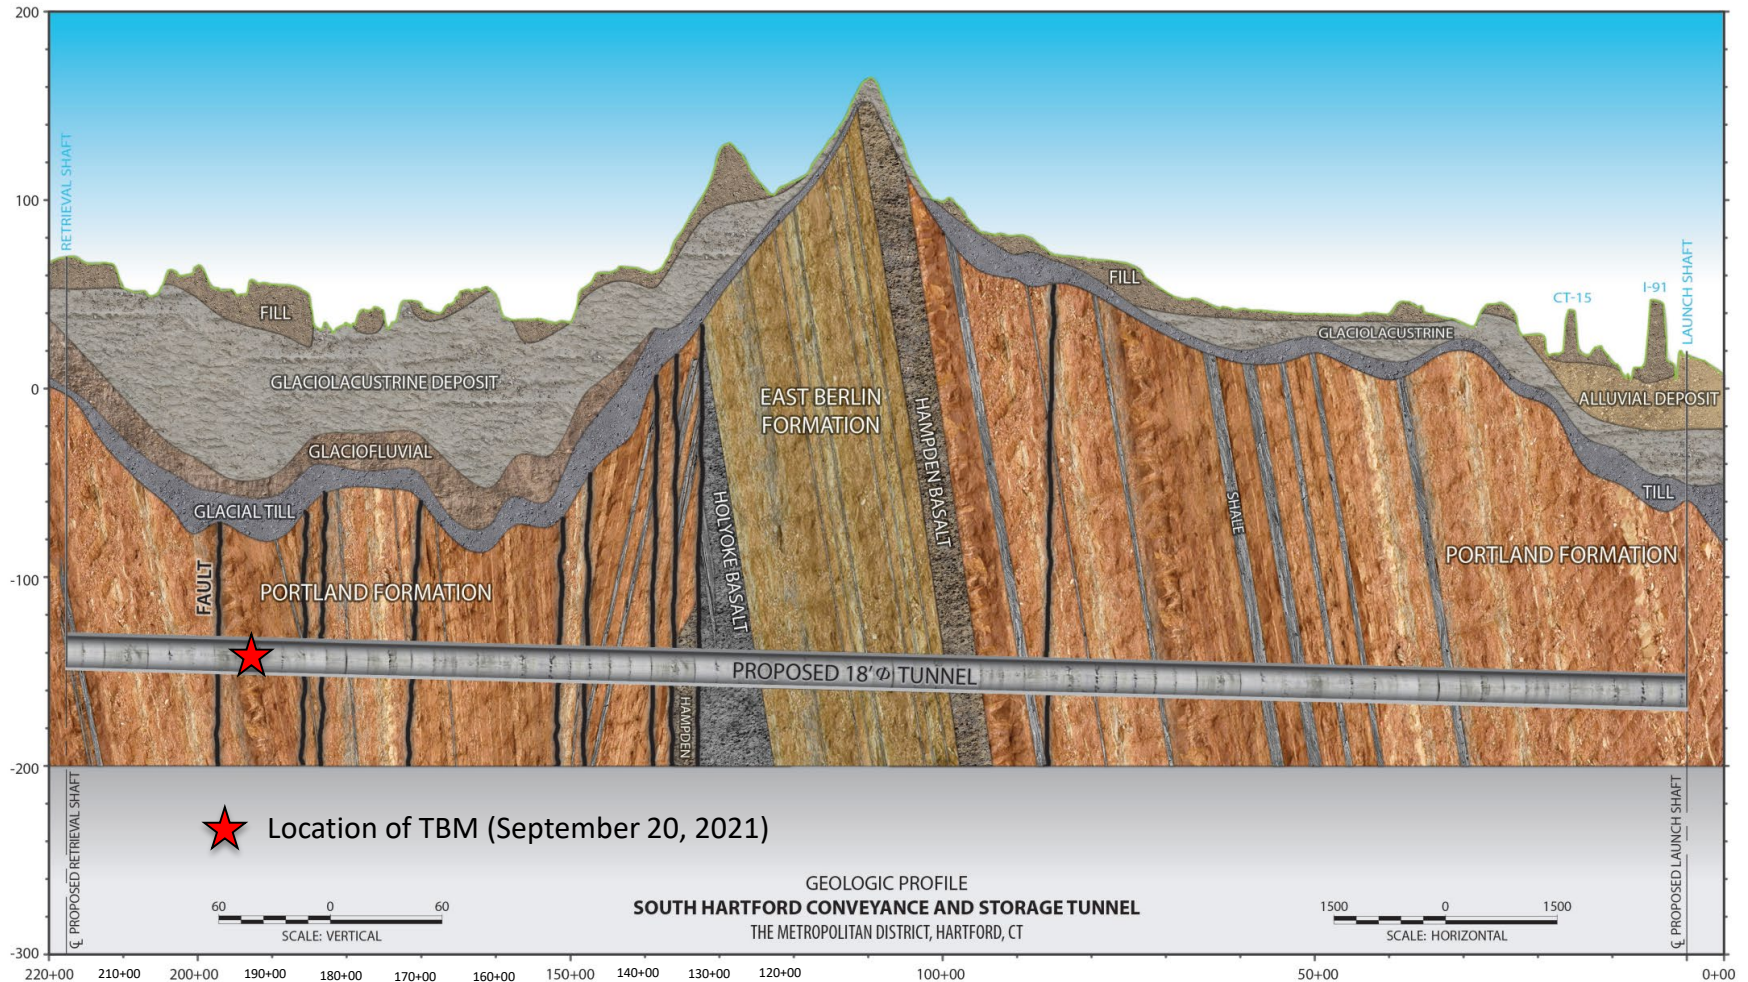 200
100
0
-100
-200
-300
RETRIEVAL SHAFT
FILL
GLACIOLACUSTRINE DEPOSIT
GLACIOFLUVIAL
GLACIAL TILL
FAULT
PORTLAND FORMATION
HOLYOKE BASALT
HAMPDEN
EAST BERLIN
FORMATION
HAMPDEN BASALT
FILL
GLACIOLACUSTRINE
SHALE
CT-15
I-91
LAUNCH SHAFT
ALLUVIAL DEPOSIT
TILL
PORTLAND FORMATION
PROPOSED 18'Φ TUNNEL
℄ PROPOSED RETRIEVAL SHAFT
℄ PROPOSED LAUNCH SHAFT
Location of TBM (September 20, 2021)
60 0 60
SCALE: VERTICAL
GEOLOGIC PROFILE
SOUTH HARTFORD CONVEYANCE AND STORAGE TUNNEL
THE METROPOLITAN DISTRICT, HARTFORD, CT
1500 0 1500
SCALE: HORIZONTAL
220+00 210+00 200+00 190+00 180+00 170+00 160+00 150+00 140+00 130+00 120+00 100+00 50+00 0+00